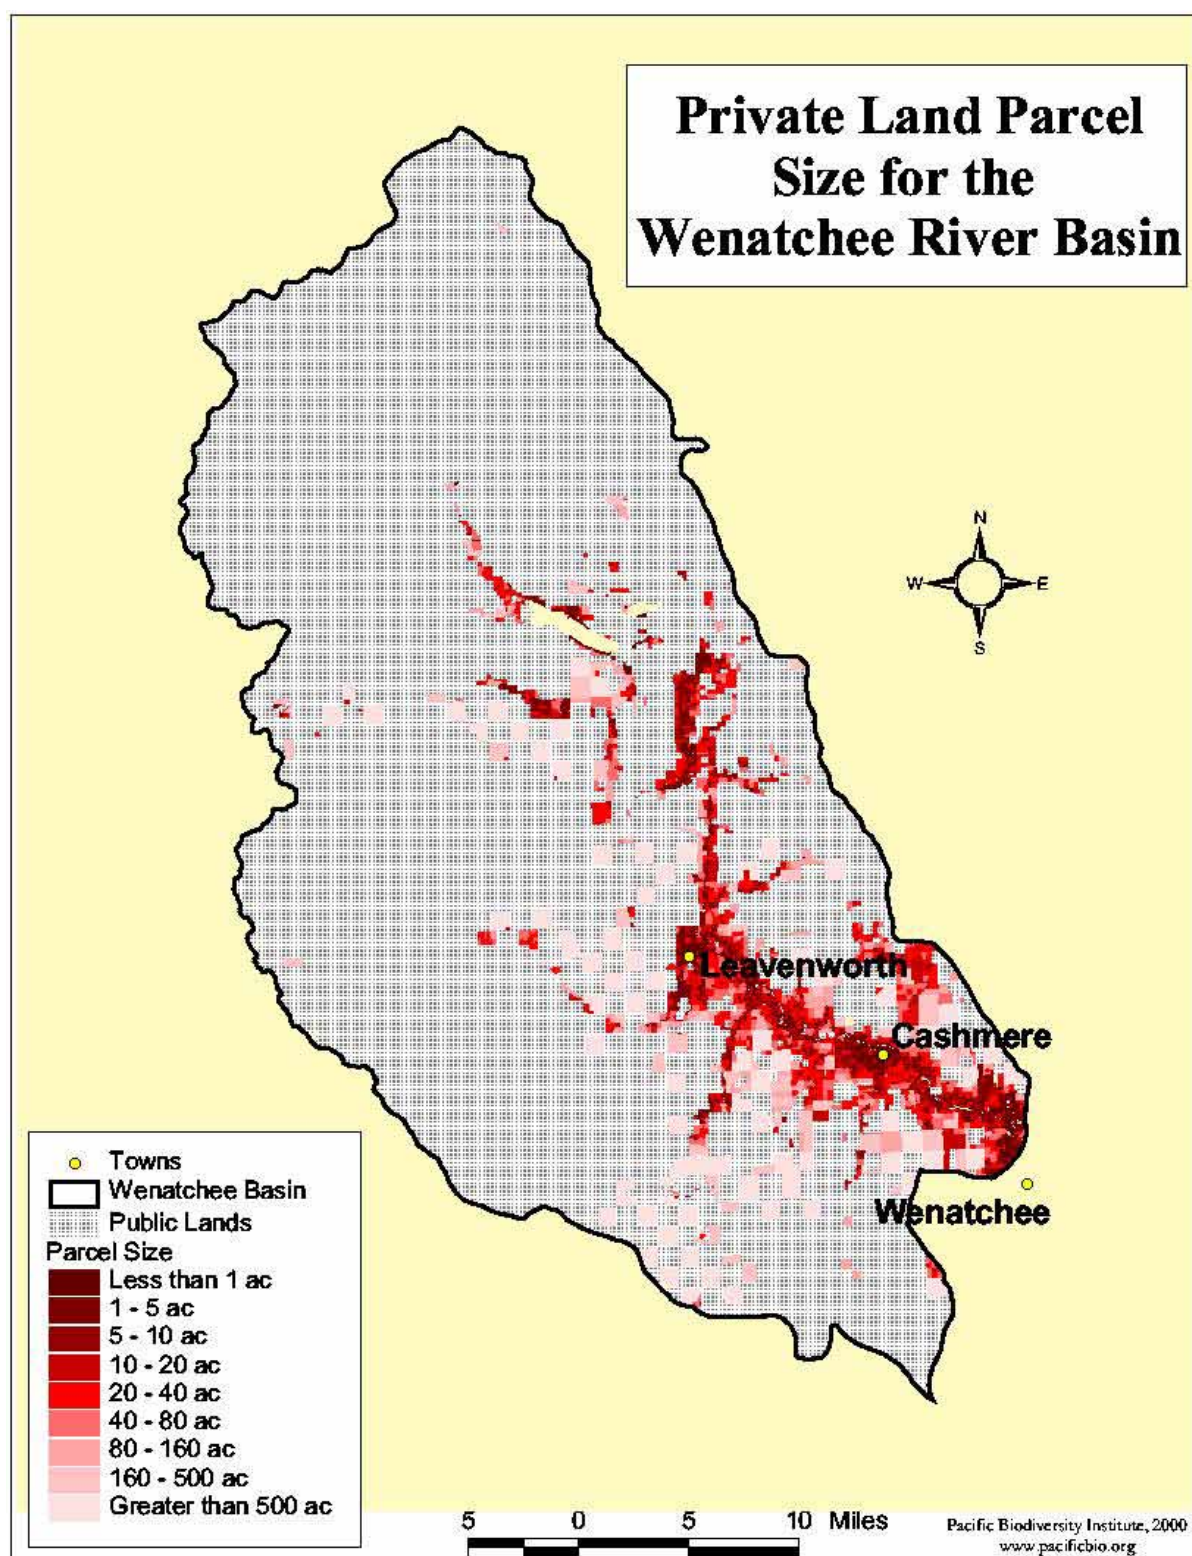 Private Land Parcel
Size for the
Wenatchee River Basin
N
W
E
S
Leavenworth
Cashmere
Wenatchee
Towns
Wenatchee Basin
Public Lands
Parcel Size
Less than 1 ac
1 - 5 ac
5 - 10 ac
10 - 20 ac
20 - 40 ac
40 - 80 ac
80 - 160 ac
160 - 500 ac
Greater than 500 ac
5 0 5 10 Miles
Pacific Biodiversity Institute, 2000
www.pacificbio.org